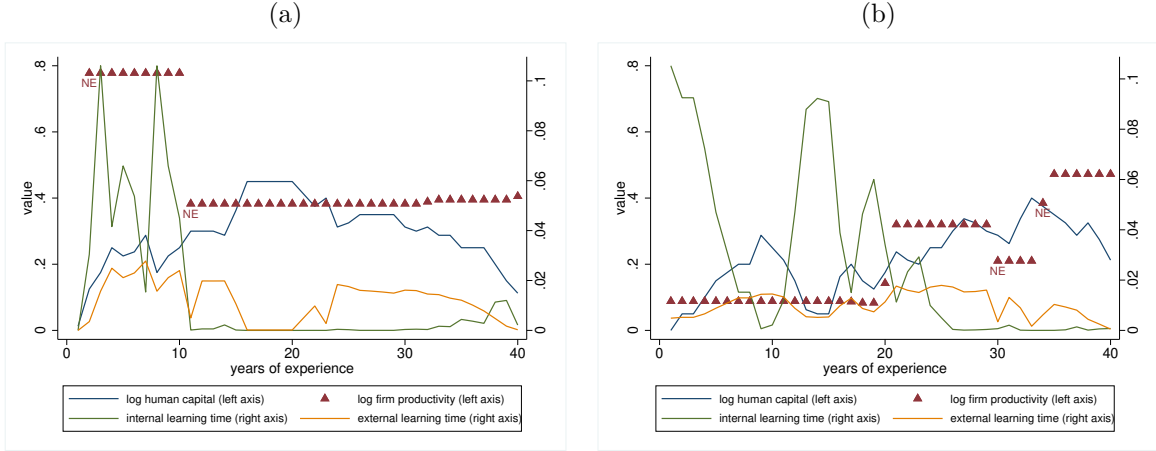 (a)
(b)
.8
.6
.4
.2
0
value
.1
.08
.06
.04
.02
0
NE
NE
0
10
20
30
40
years of experience
log human capital (left axis)
log firm productivity (left axis)
internal learning time (right axis)
external learning time (right axis)
.8
.6
.4
.2
0
value
.1
.08
.06
.04
.02
0
NE
NE
0
10
20
30
40
years of experience
log human capital (left axis)
log firm productivity (left axis)
internal learning time (right axis)
external learning time (right axis)